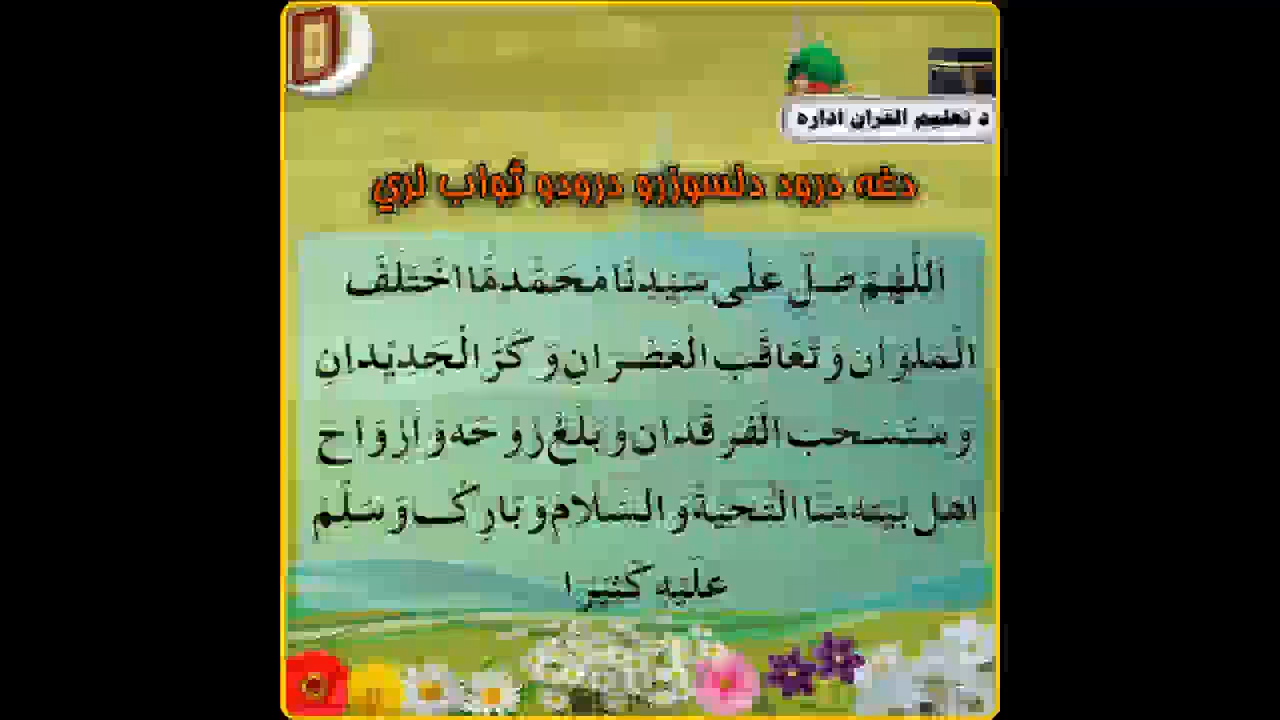 د تعلیم القرآن اداره
دغه درود دلسوزرو درودو ثواب لري
اَللّٰهُمَّ صَلِّ عَلٰى سَيِّدِنَا مُحَمَّدٍ مَّا اخْتَلَفَ
الْمَلَوَانِ وَتَعَاقَبَ الْعَصْرَانِ وَكَرَّ الْجَدِيْدَانِ
وَسْتَسْحَبَ الْفَرْقَدَانِ وَبَلِّغْ رُوْحَهٗ وَاَرْوَاحَ
اَهْلِ بَيْتِهٖ مِنَّا التَّحِيَّةَ وَالسَّلَامَ وَبَارِكْ وَسَلِّمْ
عَلَيْهِ كَثِيْرًا